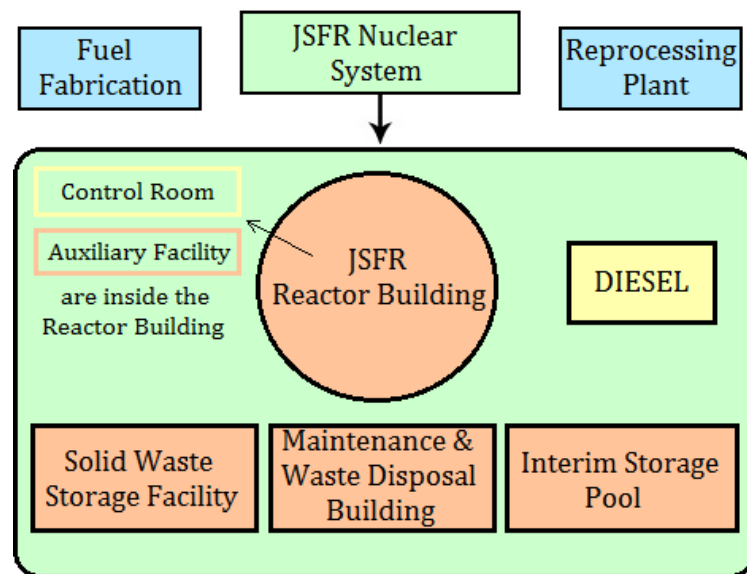 Fuel
Fabrication
JSFR Nuclear
System
Reprocessing
Plant
Control Room
Auxiliary Facility
are inside the
Reactor Building
JSFR
Reactor Building
DIESEL
Solid Waste
Storage Facility
Maintenance &
Waste Disposal
Building
Interim Storage
Pool